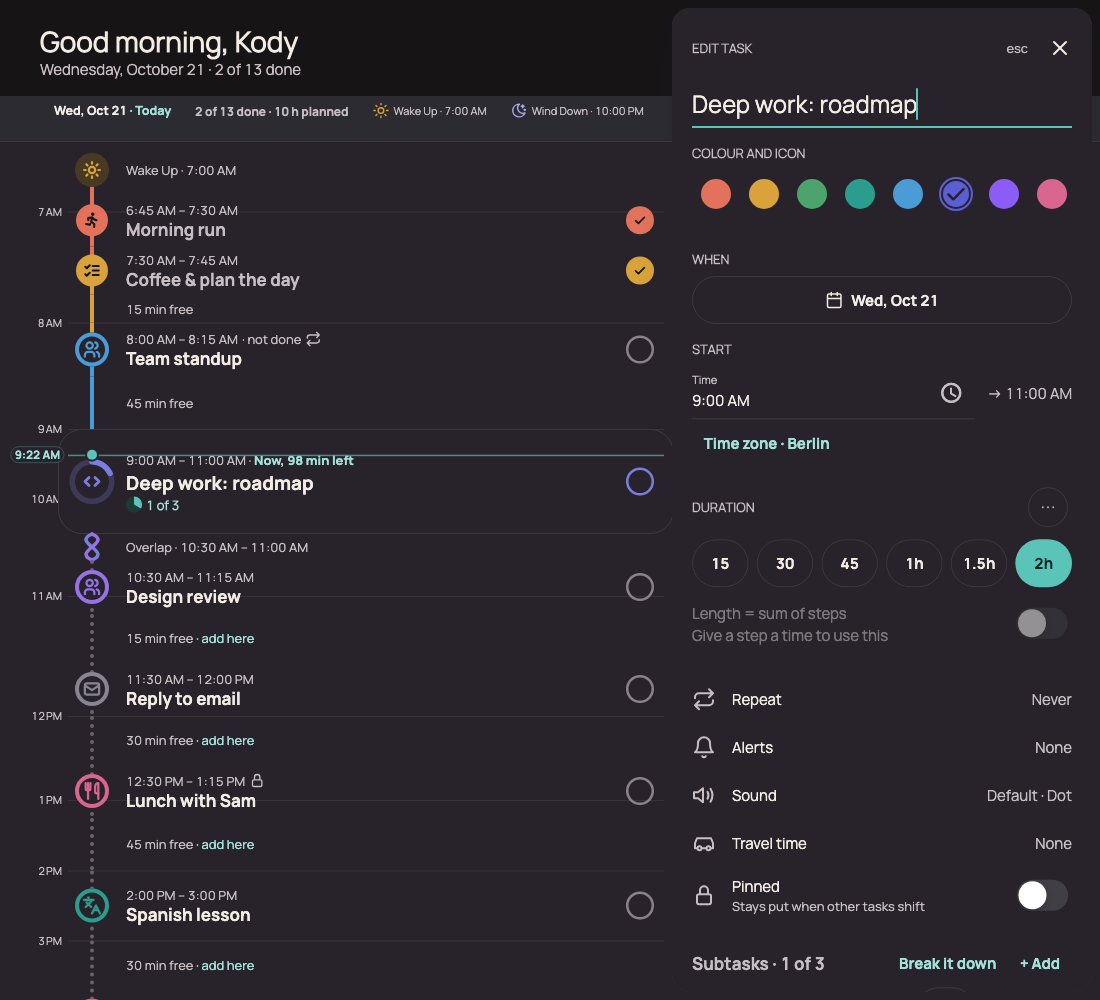 Good morning, Kody
Wednesday, October 21 · 2 of 13 done
Wed, Oct 21 · Today
2 of 13 done · 10 h planned
Wake Up · 7:00 AM
Wind Down · 10:00 PM
Wake Up · 7:00 AM
7 AM
6:45 AM – 7:30 AM
Morning run
7:30 AM – 7:45 AM
Coffee & plan the day
15 min free
8 AM
8:00 AM – 8:15 AM · not done
Team standup
45 min free
9 AM
9:22 AM
9:00 AM – 11:00 AM · Now, 98 min left
Deep work: roadmap
10 AM
1 of 3
Overlap · 10:30 AM – 11:00 AM
10:30 AM – 11:15 AM
11 AM
Design review
15 min free · add here
11:30 AM – 12:00 PM
Reply to email
12 PM
30 min free · add here
12:30 PM – 1:15 PM
1 PM
Lunch with Sam
45 min free · add here
2 PM
2:00 PM – 3:00 PM
Spanish lesson
3 PM
30 min free · add here
EDIT TASK
esc
Deep work: roadmap
COLOUR AND ICON
WHEN
Wed, Oct 21
START
Time
9:00 AM
→ 11:00 AM
Time zone · Berlin
DURATION
···
15 30 45 1h 1.5h 2h
Length = sum of steps
Give a step a time to use this
Repeat Never
Alerts None
Sound Default · Dot
Travel time None
Pinned
Stays put when other tasks shift
Subtasks · 1 of 3 Break it down + Add